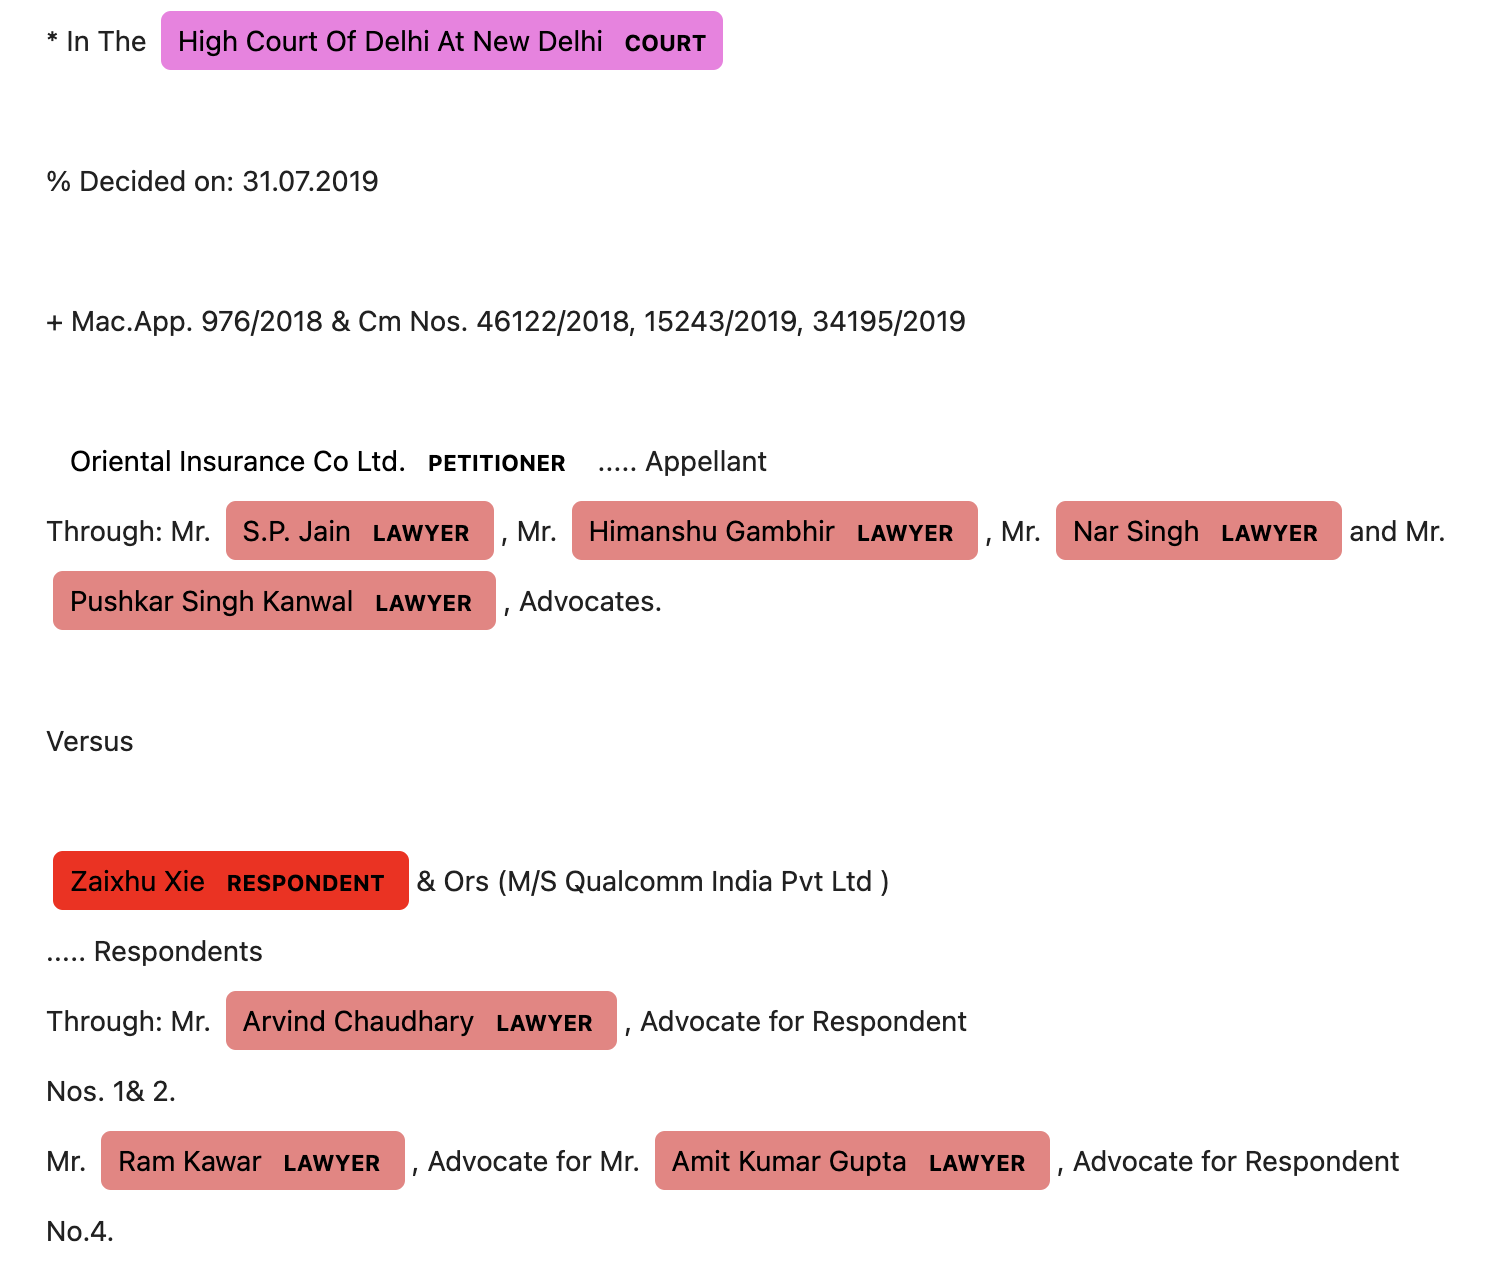 * In The High Court Of Delhi At New Delhi COURT
% Decided on: 31.07.2019
+ Mac.App. 976/2018 & Cm Nos. 46122/2018, 15243/2019, 34195/2019
Oriental Insurance Co Ltd. PETITIONER ..... Appellant
Through: Mr. S.P. Jain LAWYER , Mr. Himanshu Gambhir LAWYER , Mr. Nar Singh LAWYER and Mr.
Pushkar Singh Kanwal LAWYER , Advocates.
Versus
Zaixhu Xie RESPONDENT & Ors (M/S Qualcomm India Pvt Ltd )
..... Respondents
Through: Mr. Arvind Chaudhary LAWYER , Advocate for Respondent
Nos. 1& 2.
Mr. Ram Kawar LAWYER , Advocate for Mr. Amit Kumar Gupta LAWYER , Advocate for Respondent
No.4.